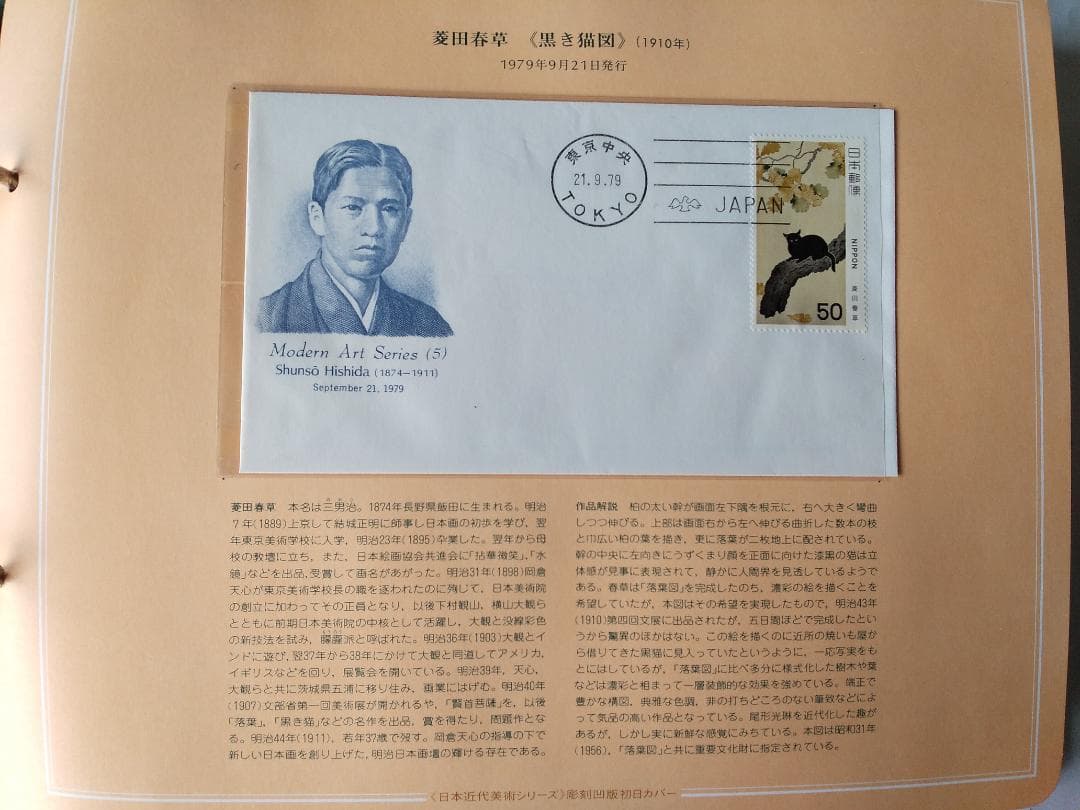 菱田春草 《黒き猫図》(1910年)
1979年9月21日発行
東京中央
21.9.79
TOKYO
JAPAN
日本郵便
NIPPON
菱田春草
50
Modern Art Series (5)
Shunsō Hishida (1874–1911)
September 21, 1979
菱田春草 本名は三男治。1874年長野県飯田に生まれる。明治
7年(1889)上京して結城正明に師事し日本画の初歩を学び、翌
年東京美術学校に入学，明治23年(1895)卒業した。翌年から母
校の教壇に立ち，また，日本絵画協会共進会に「拈華微笑」，「水
鏡」などを出品，受賞して画名があがった。明治31年(1898)岡倉
天心が東京美術学校長の職を逐われたのに殉じて，日本美術院
の創立に加わってその正員となり，以後下村観山，横山大観ら
とともに前期日本美術院の中核として活躍し，大観と没線彩色
の新技法を試み，朦朧派と呼ばれた。明治36年(1903)大観とイ
ンドに遊び，翌37年から38年にかけて大観と同道してアメリカ，
イギリスなどを回り，展覧会を開いている。明治39年，天心，
大観らと共に茨城県五浦に移り住み，画業にはげむ。明治40年
(1907)文部省第一回美術展が開かれるや，「賢首菩薩」を，以後
「落葉」，「黒き猫」などの名作を出品，賞を得たり，問題作とな
る。明治44年(1911)，若年37歳で歿す。岡倉天心の指導の下で
新しい日本画を創り上げた，明治日本画壇の輝ける存在である。
作品解説 柏の太い幹が画面左下隅を根元に，右へ大きく彎曲
しつつ伸びる。上部は画面右から左へ伸びる曲折した数本の枝
と巾広い柏の葉を描き，更に落葉が二枚地上に配されている。
幹の中央に左向きにうずくまり顔を正面に向けた漆黒の猫は立
体感が見事に表現されて，静かに人間界を見透しているようで
ある。春草は「落葉図」を完成したのち，濃彩の絵を描くことを
希望していたが，本図はその希望を実現したもので，明治43年
(1910)第四回文展に出品されたが，五日間ほどで完成したとい
うから驚異のほかはない。この絵を描くのに近所の焼いも屋か
ら借りてきた黒猫に見入っていたというように，一応写実をも
とにはしているが，「落葉図」に比べ多分に様式化した樹木や葉
などは濃彩と相まって一層装飾的な効果を強めている。端正で
豊かな構図，典雅な色調，非の打ちどころのない筆致などによ
って気品の高い作品となっている。尾形光琳を近代化した趣が
あるが，しかし実に新鮮な感覚にみちている。本図は昭和31年
(1956)，「落葉図」と共に重要文化財に指定されている。
《日本近代美術シリーズ》彫刻凹版初日カバー